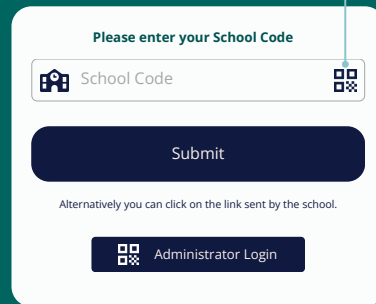 Please enter your School Code
School Code
Submit
Alternatively you can click on the link sent by the school.
Administrator Login